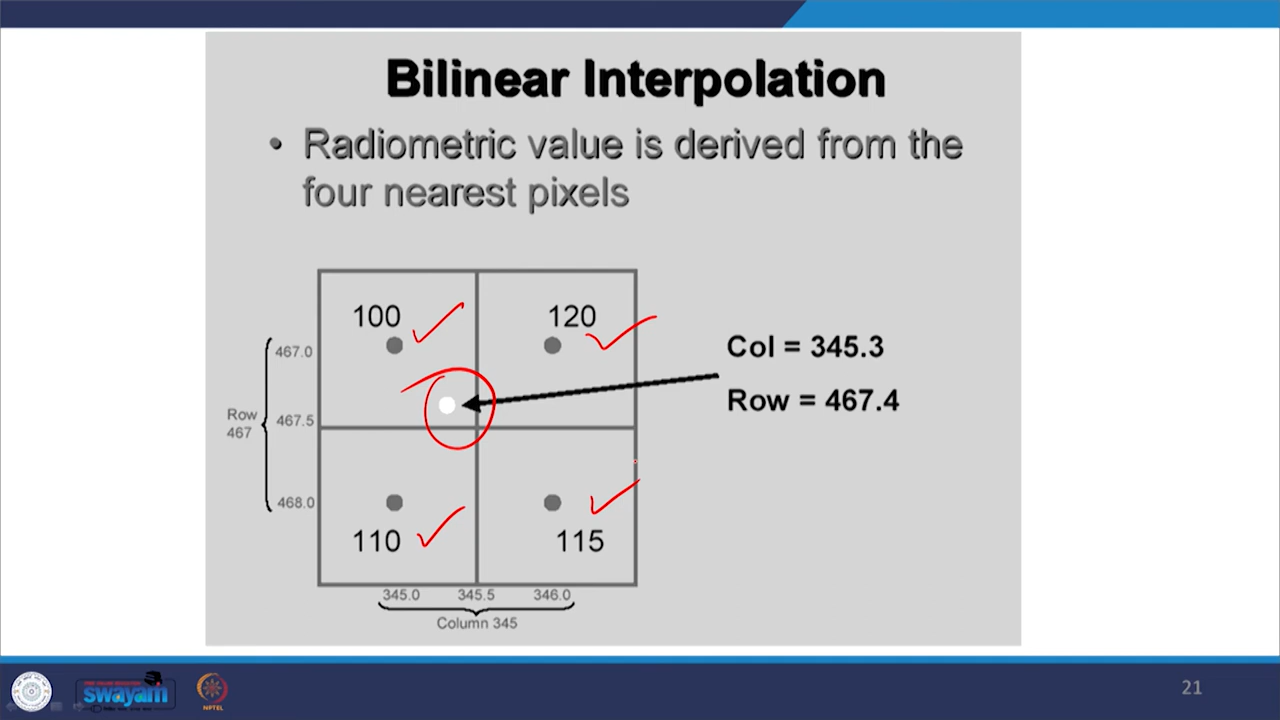 Bilinear Interpolation
• Radiometric value is derived from the
four nearest pixels
100
120
467.0
Col = 345.3
Row = 467.4
Row
467
467.5
468.0
110
115
345.0 345.5 346.0
Column 345
swayam
NPTEL
21